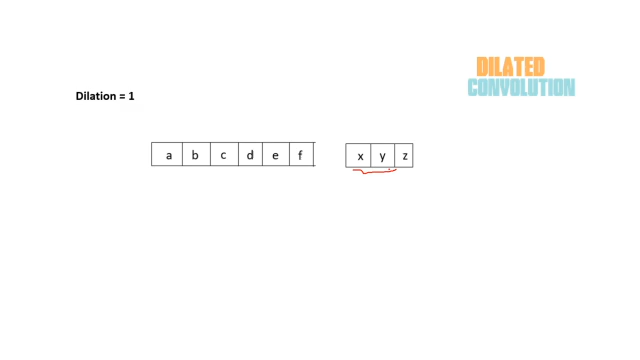 DILATED
CONVOLUTION
Dilation = 1
a b c d e f x y z